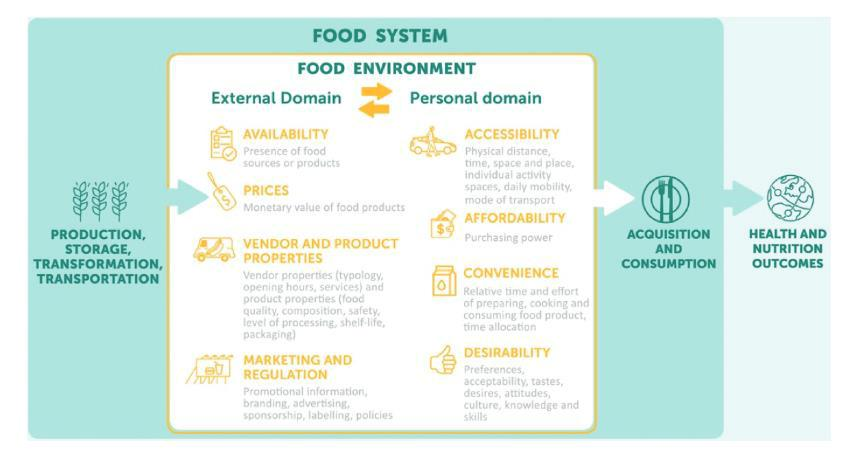 FOOD SYSTEM
FOOD ENVIRONMENT
External Domain
Personal domain
PRODUCTION,
STORAGE,
TRANSFORMATION,
TRANSPORTATION
AVAILABILITY
Presence of food
sources or products
PRICES
Monetary value of food products
VENDOR AND PRODUCT
PROPERTIES
Vendor properties (typology,
opening hours, services) and
product properties (food
quality, composition, safety,
level of processing, shelf-life,
packaging)
MARKETING AND
REGULATION
Promotional information,
branding, advertising,
sponsorship, labelling, policies
ACCESSIBILITY
Physical distance,
time, space and place,
individual activity
spaces, daily mobility,
mode of transport
AFFORDABILITY
Purchasing power
CONVENIENCE
Relative time and effort
of preparing, cooking and
consuming food product,
time allocation
DESIRABILITY
Preferences,
acceptability, tastes,
desires, attitudes,
culture, knowledge and
skills
ACQUISITION
AND
CONSUMPTION
HEALTH AND
NUTRITION
OUTCOMES